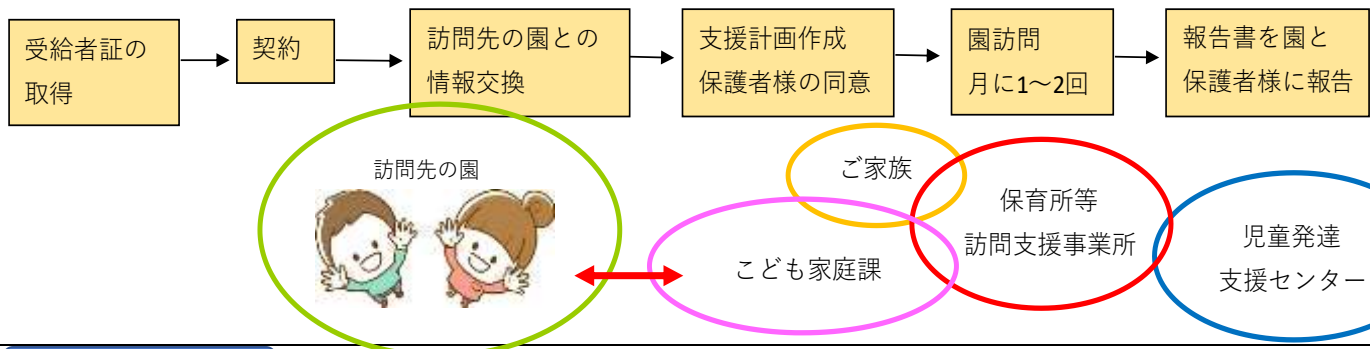 受給者証の
取得
契約
訪問先の園との
情報交換
支援計画作成
保護者様の同意
園訪問
月に1～2回
報告書を園と
保護者様に報告
訪問先の園
ご家族
こども家庭課
保育所等
訪問支援事業所
児童発達
支援センター